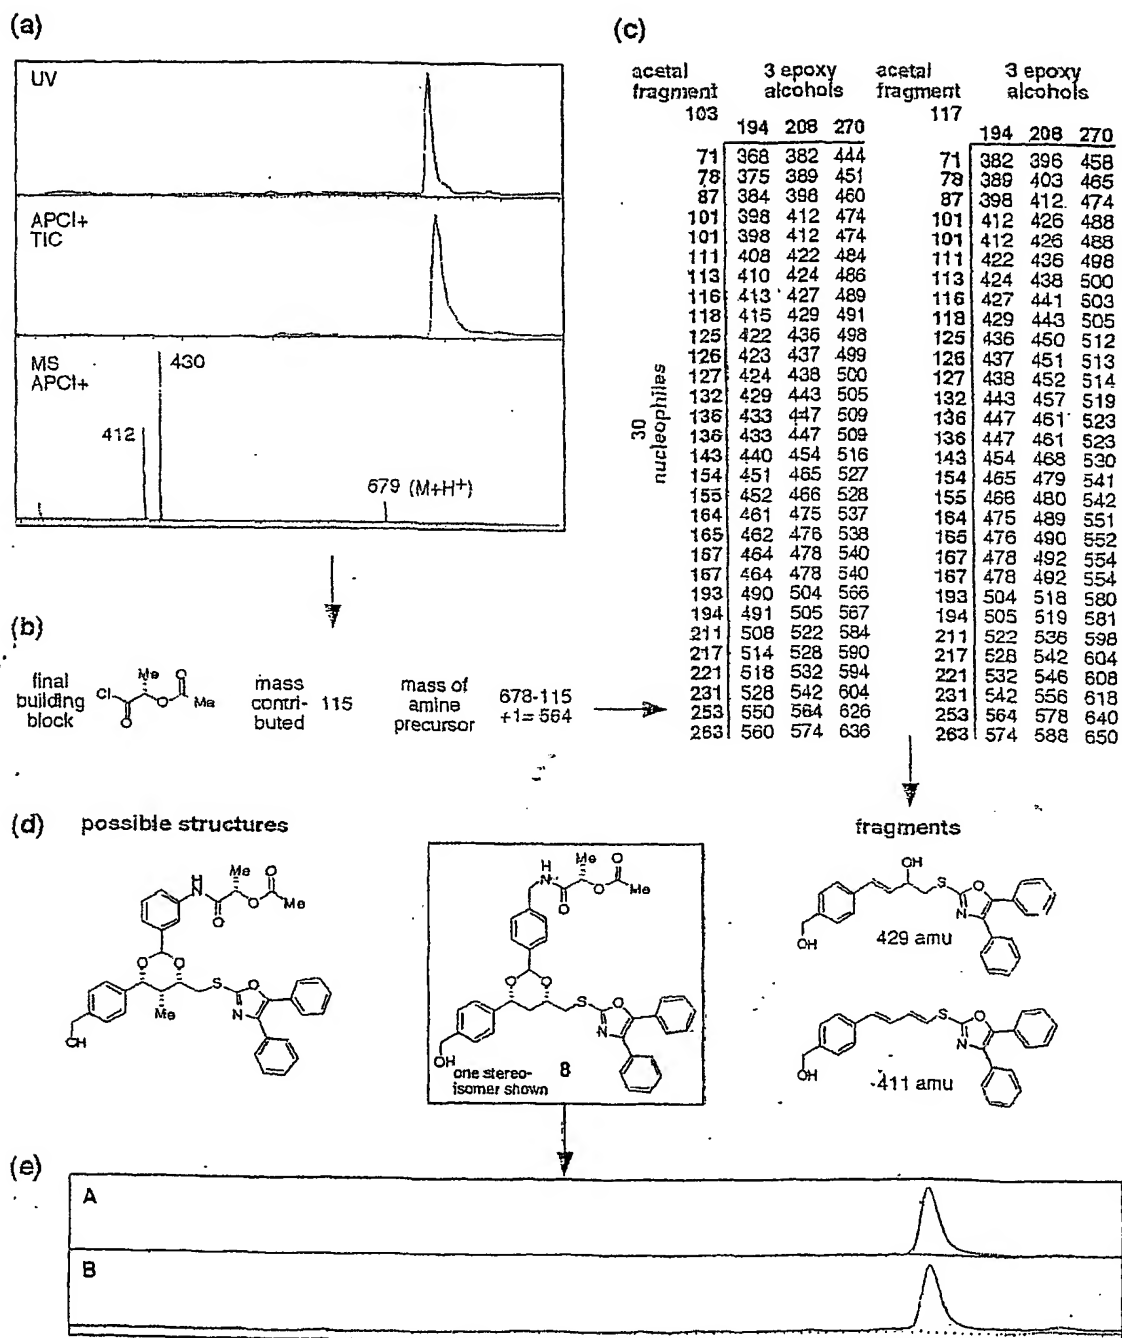 (a)
UV
APCI+
TIC
MS
APCI+
430
412
679 (M+H+)
(b)
final
building
block
Cl
O
Me
O
O
Me
mass
contri-
buted
115
mass of
amine
precursor
678-115
+1= 564
(c)
acetal
fragment
103
3 epoxy
alcohols
194 208 270
30
nucleophiles
71 368 382 444
78 375 389 451
87 384 398 460
101 398 412 474
101 398 412 474
111 408 422 484
113 410 424 486
116 413 427 489
118 415 429 491
125 422 436 498
126 423 437 499
127 424 438 500
132 429 443 505
136 433 447 509
136 433 447 509
143 440 454 516
154 451 465 527
155 452 466 528
164 461 475 537
165 462 476 538
167 464 478 540
167 464 478 540
193 490 504 566
194 491 505 567
211 508 522 584
217 514 528 590
221 518 532 594
231 528 542 604
253 550 564 626
263 560 574 636
acetal
fragment
117
3 epoxy
alcohols
194 208 270
71 382 396 458
78 389 403 465
87 398 412 474
101 412 426 488
101 412 426 488
111 422 436 498
113 424 438 500
116 427 441 503
118 429 443 505
125 436 450 512
126 437 451 513
127 438 452 514
132 443 457 519
136 447 461 523
136 447 461 523
143 454 468 530
154 465 479 541
155 466 480 542
164 475 489 551
165 476 490 552
167 478 492 554
167 478 492 554
193 504 518 580
194 505 519 581
211 522 536 598
217 528 542 604
221 532 546 608
231 542 556 618
253 564 578 640
263 574 588 650
(d)
possible structures
H
N
Me
O
O
O
Me
O
O
S
O
N
Me
OH
H
N
Me
O
O
O
Me
O
O
S
O
N
OH
one stereo-
isomer shown
8
fragments
OH
S
O
N
OH
429 amu
S
O
N
OH
411 amu
(e)
A
B